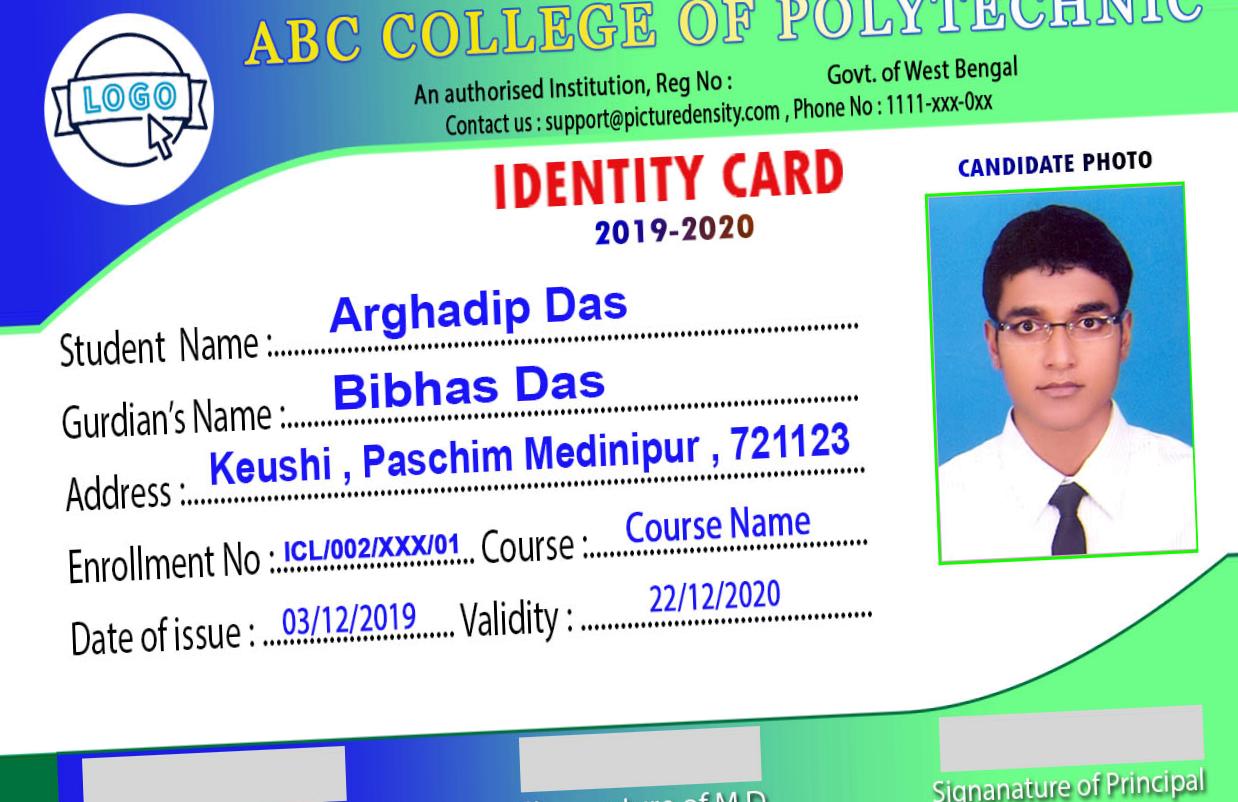 LOGO
ABC COLLEGE OF POLYTECHNIC
An authorised Institution, Reg No : Govt. of West Bengal
Contact us : support@picturedensity.com , Phone No : 1111-xxx-0xx
IDENTITY CARD
2019-2020
CANDIDATE PHOTO
Student Name : Arghadip Das
Gurdian's Name : Bibhas Das
Address : Keushi , Paschim Medinipur , 721123
Enrollment No : ICL/002/XXX/01 Course : Course Name
Date of issue : 03/12/2019 Validity : 22/12/2020
of M.D
Signanature of Principal